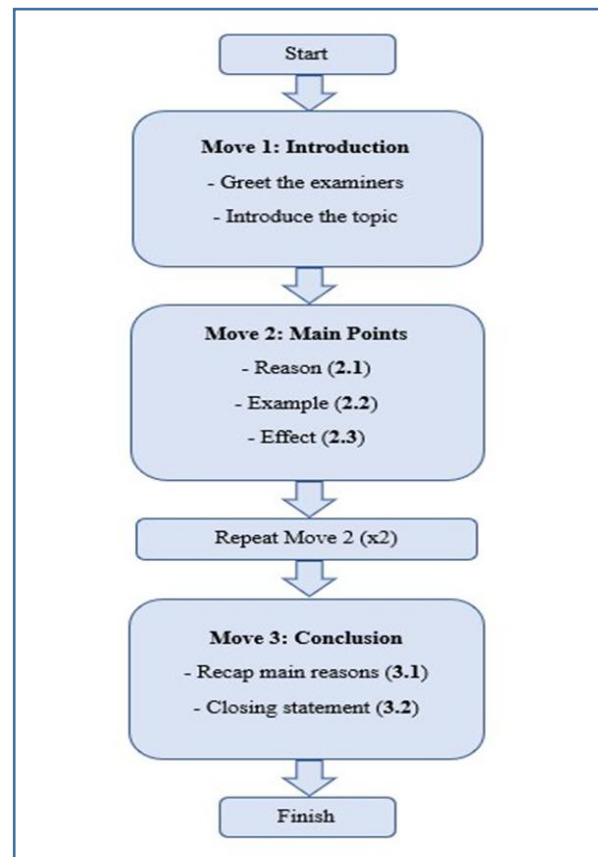 Start
Move 1: Introduction
- Greet the examiners
- Introduce the topic
Move 2: Main Points
- Reason (2.1)
- Example (2.2)
- Effect (2.3)
Repeat Move 2 (x2)
Move 3: Conclusion
- Recap main reasons (3.1)
- Closing statement (3.2)
Finish